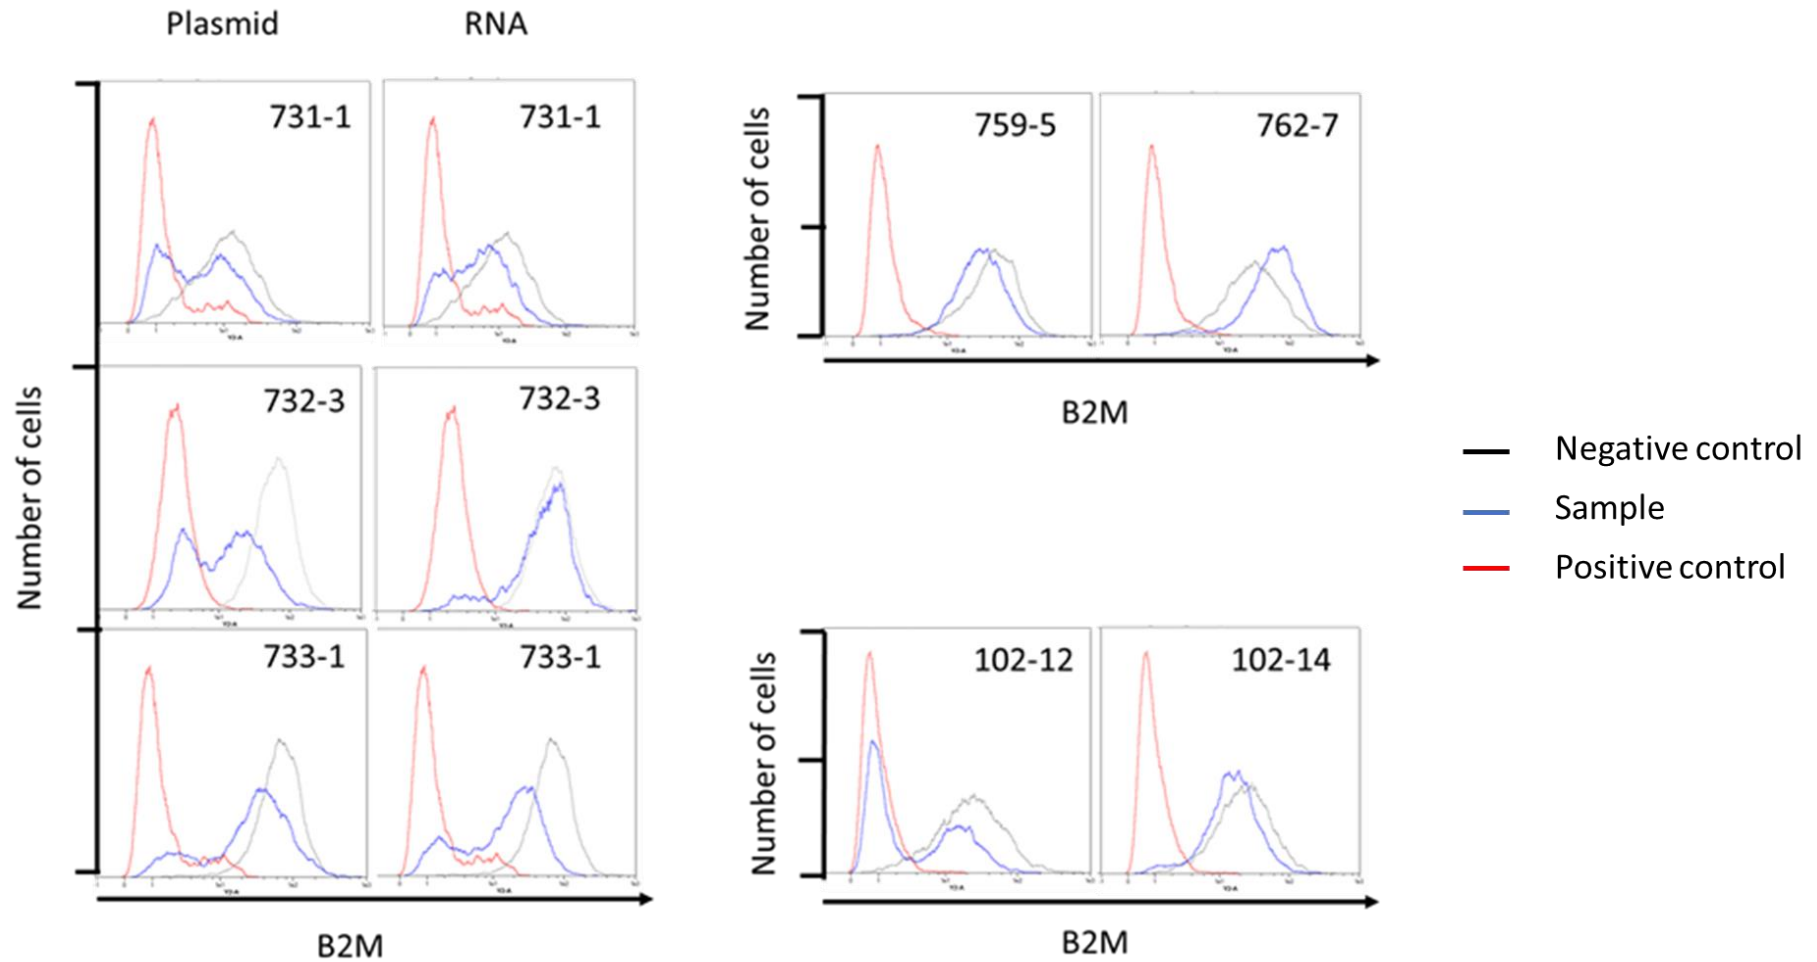 Plasmid
RNA
731-1
731-1
732-3
732-3
733-1
733-1
Number of cells
B2M
759-5
762-7
Number of cells
B2M
102-12
102-14
Number of cells
B2M
Negative control
Sample
Positive control